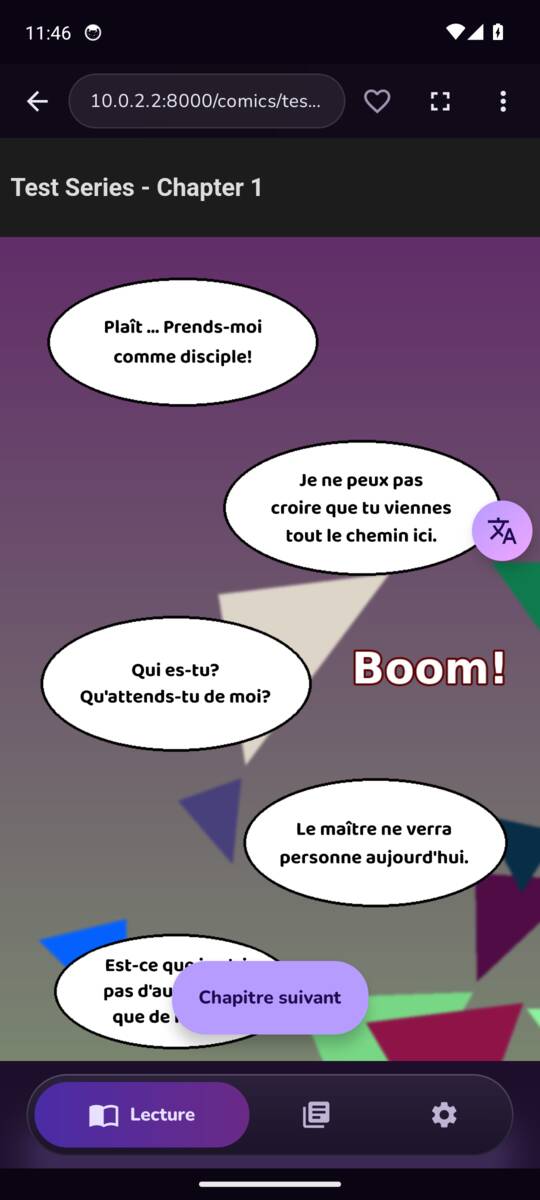 11:46
10.0.2.2:8000/comics/tes...
Test Series - Chapter 1
Plaît ... Prends-moi
comme disciple!
Je ne peux pas
croire que tu viennes
tout le chemin ici.
Qui es-tu?
Qu'attends-tu de moi?
Boom!
Le maître ne verra
personne aujourd'hui.
Est-ce que
pas
que de
Chapitre suivant
Lecture